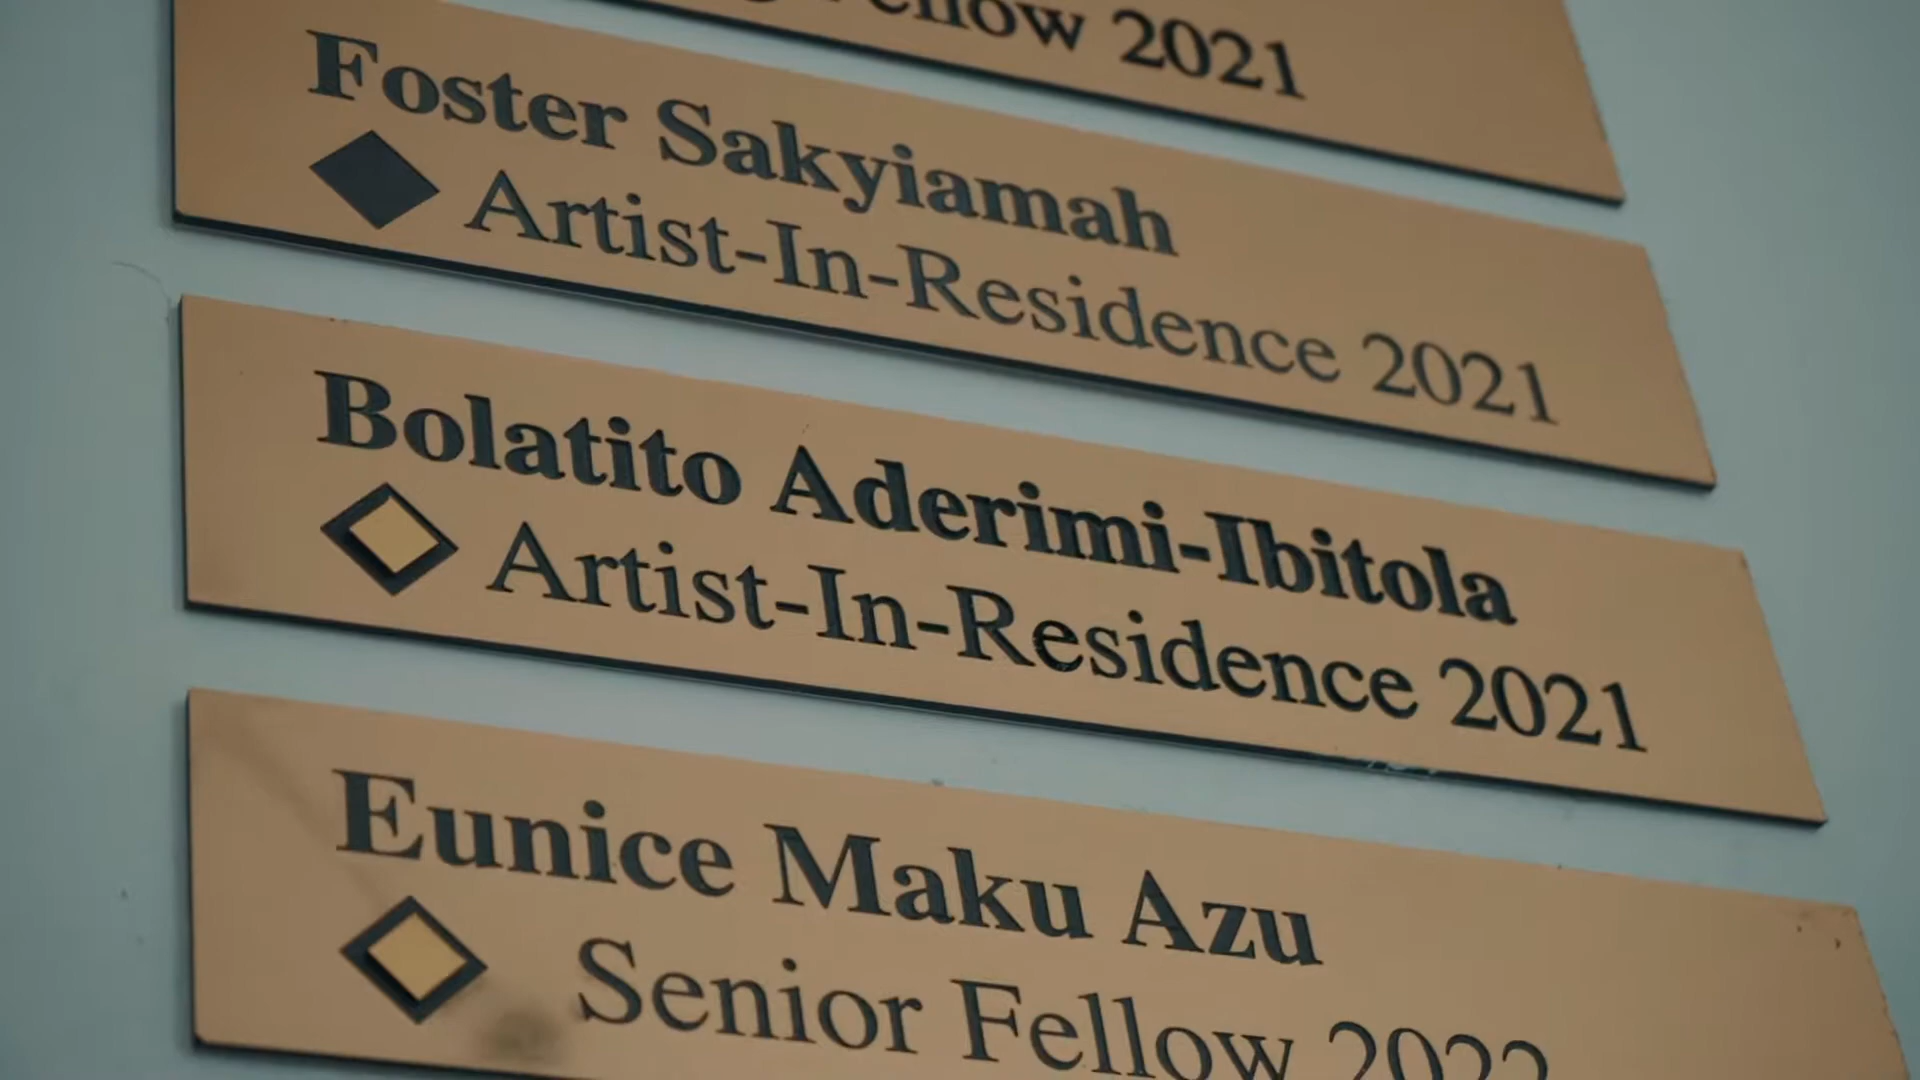 Fellow 2021
Foster Sakyiamah
Artist-In-Residence 2021
Bolatito Aderimi-Ibitola
Artist-In-Residence 2021
Eunice Maku Azu
Senior Fellow 2022